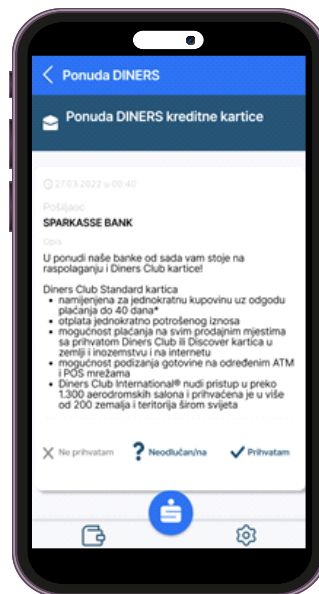 Ponuda DINERS
Ponuda DINERS kreditne kartice
27.03.2022 u 09:40
Pošiljaoc
SPARKASSE BANK
Opis
U ponudi naše banke od sada vam stoje na
raspolaganju i Diners Club kartice!
Diners Club Standard kartica
• namijenjena za jednokratnu kupovinu uz odgodu
plaćanja do 40 dana*
• otplata jednokratno potrošenog iznosa
• mogućnost plaćanja na svim prodajnim mjestima
sa prihvatom Diners Club ili Discover kartica u
zemlji i inozemstvu i na internetu
• mogućnost podizanja gotovine na određenim ATM
i POS mrežama
• Diners Club International® nudi pristup u preko
1.300 aerodromskih salona i prihvaćena je u više
od 200 zemalja i teritorija širom svijeta
Ne prihvatam ? Neodlučan/na Prihvatam